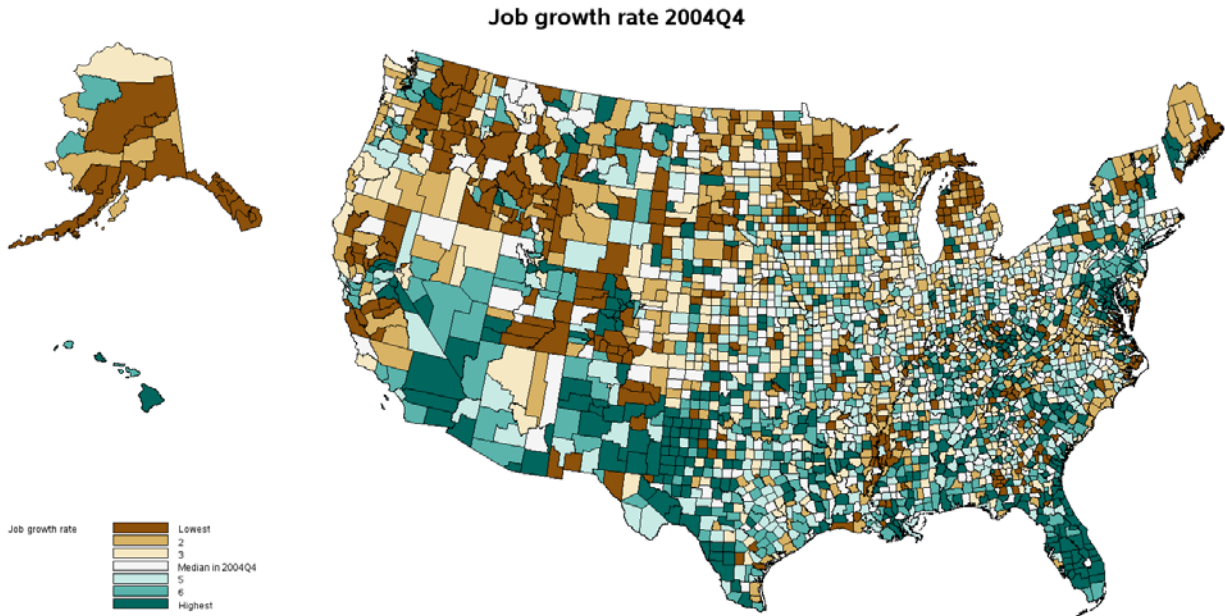 Job growth rate 2004Q4
Job growth rate
Lowest
2
3
Median in 2004Q4
5
6
Highest